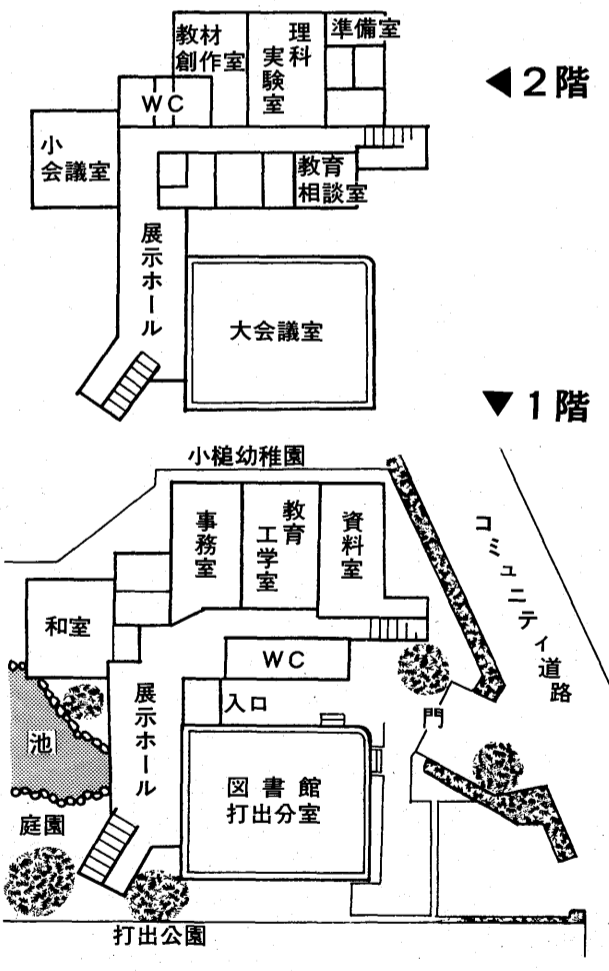 教材
創作室
理科
実験室
準備室
◀2階
WC
小
会議室
教育
相談室
展示ホール
大会議室
▼1階
小槌幼稚園
事務室
教育
工学室
資料室
コミュニティ道路
和室
WC
展示ホール
入口
門
池
図書館
打出分室
庭園
打出公園